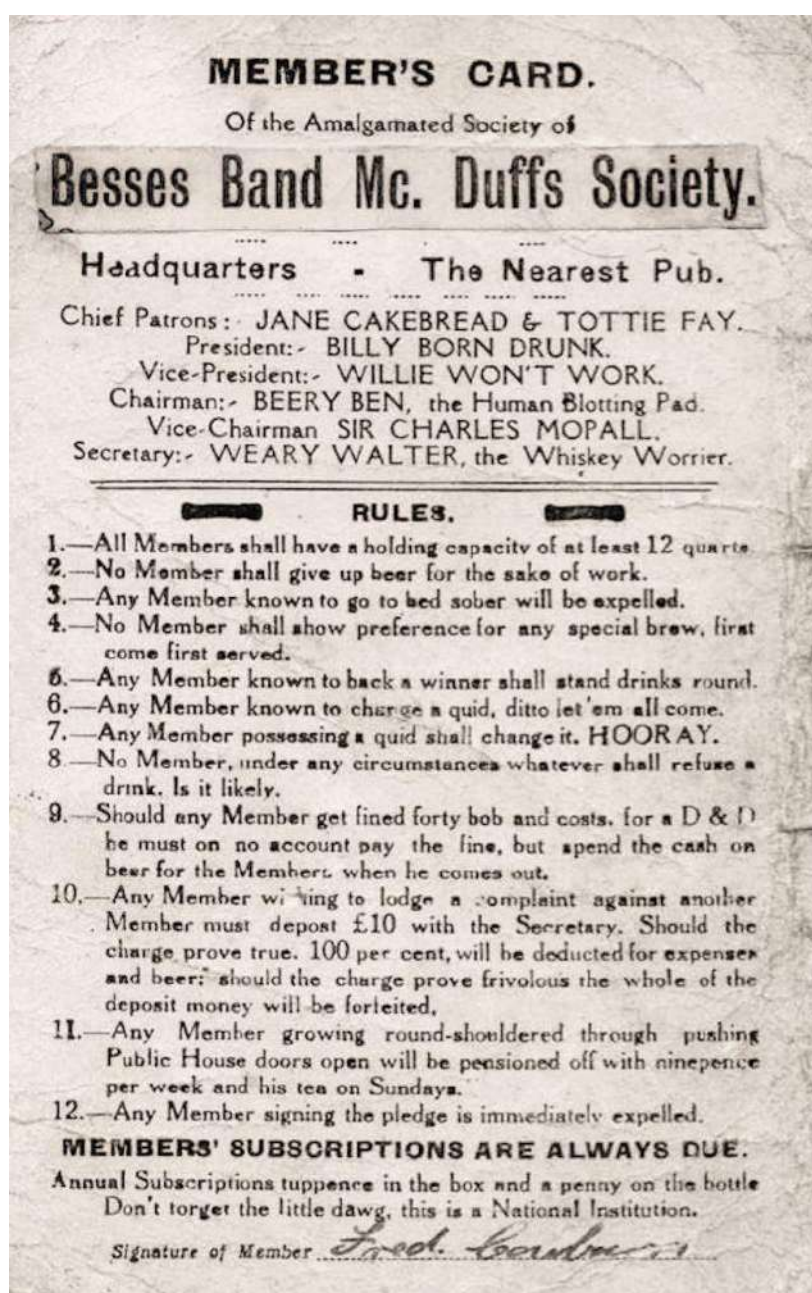 MEMBER'S CARD.
Of the Amalgamated Society of
Besses Band Mc. Duffs Society.
Headquarters - The Nearest Pub.
Chief Patrons: JANE CAKEBREAD & TOTTIE FAY.
President:- BILLY BORN DRUNK.
Vice-President:- WILLIE WON'T WORK.
Chairman:- BEERY BEN, the Human Blotting Pad.
Vice-Chairman SIR CHARLES MOPALL.
Secretary:- WEARY WALTER, the Whiskey Worrier.
RULES.
1.—All Members shall have a holding capacity of at least 12 quarts
2.—No Member shall give up beer for the sake of work.
3.—Any Member known to go to bed sober will be expelled.
4.—No Member shall show preference for any special brew, first
come first served.
5.—Any Member known to back a winner shall stand drinks round.
6.—Any Member known to charge a quid, ditto let 'em all come.
7.—Any Member possessing a quid shall change it. HOORAY.
8—No Member, under any circumstances whatever shall refuse a
drink. Is it likely.
9.—Should any Member get fined forty bob and costs. for a D & D
he must on no account pay the fine, but spend the cash on
beer for the Members when he comes out.
10.—Any Member wishing to lodge a complaint against another
Member must depost £10 with the Secretary. Should the
charge prove true. 100 per cent, will be deducted for expenses
and beer; should the charge prove frivolous the whole of the
deposit money will be forfeited,
11.—Any Member growing round-shouldered through pushing
Public House doors open will be pensioned off with ninepence
per week and his tea on Sundays.
12.—Any Member signing the pledge is immediately expelled.
MEMBERS' SUBSCRIPTIONS ARE ALWAYS DUE.
Annual Subscriptions tuppence in the box and a penny on the bottle
Don't forget the little dawg, this is a National Institution.
Signature of Member Fred.